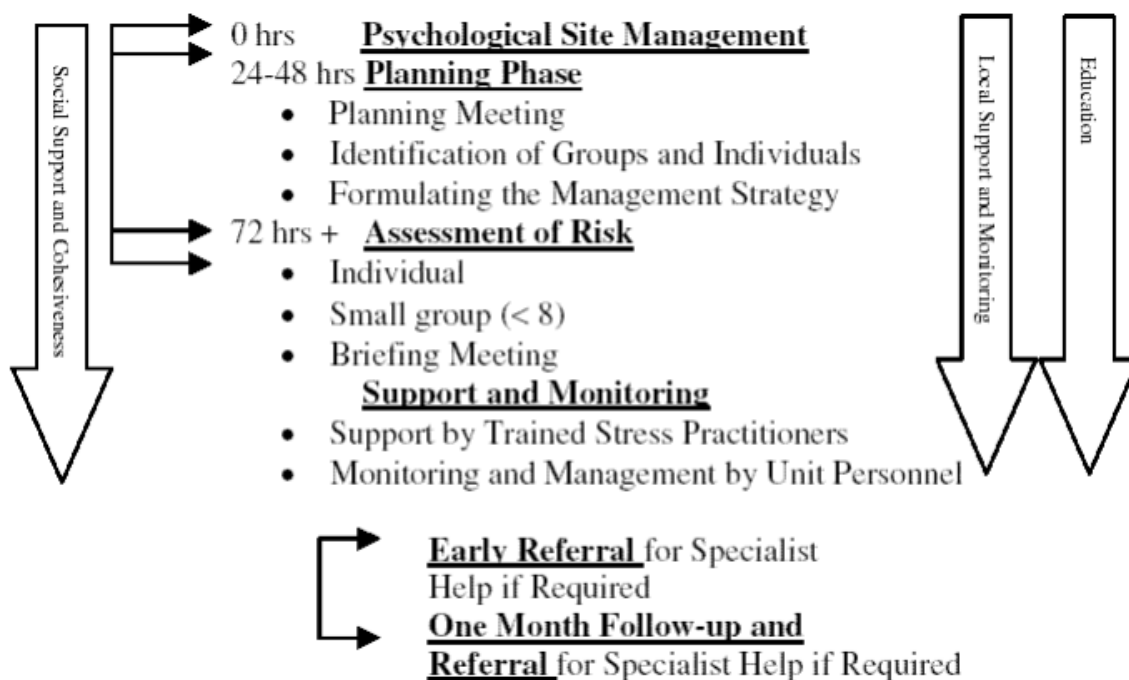 0 hrs Psychological Site Management
24-48 hrs Planning Phase
• Planning Meeting
• Identification of Groups and Individuals
• Formulating the Management Strategy
72 hrs + Assessment of Risk
• Individual
• Small group (< 8)
• Briefing Meeting
Support and Monitoring
• Support by Trained Stress Practitioners
• Monitoring and Management by Unit Personnel
Early Referral for Specialist
Help if Required
One Month Follow-up and
Referral for Specialist Help if Required
Social Support and Cohesiveness
Local Support and Monitoring
Education